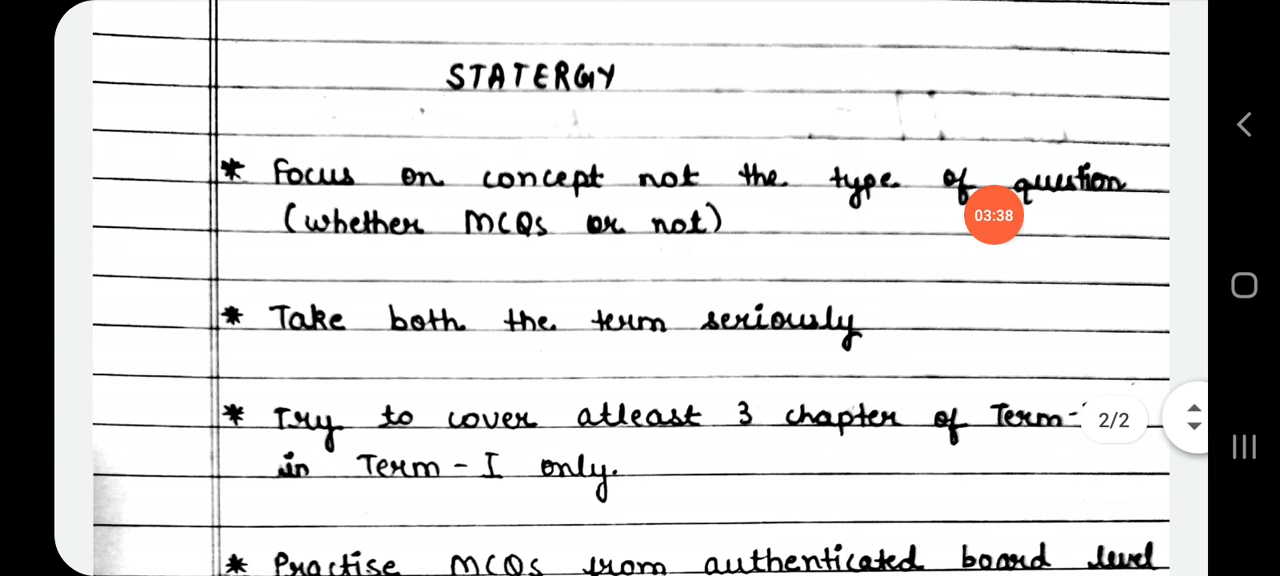 STATERGY
* Focus on concept not the type of question
03:38
(whether MCQs or not)
* Take both the term seriously
* Try to cover atleast 3 chapter of Term-
2/2
in Term - I only.
* Practise MCQs from authenticated board level